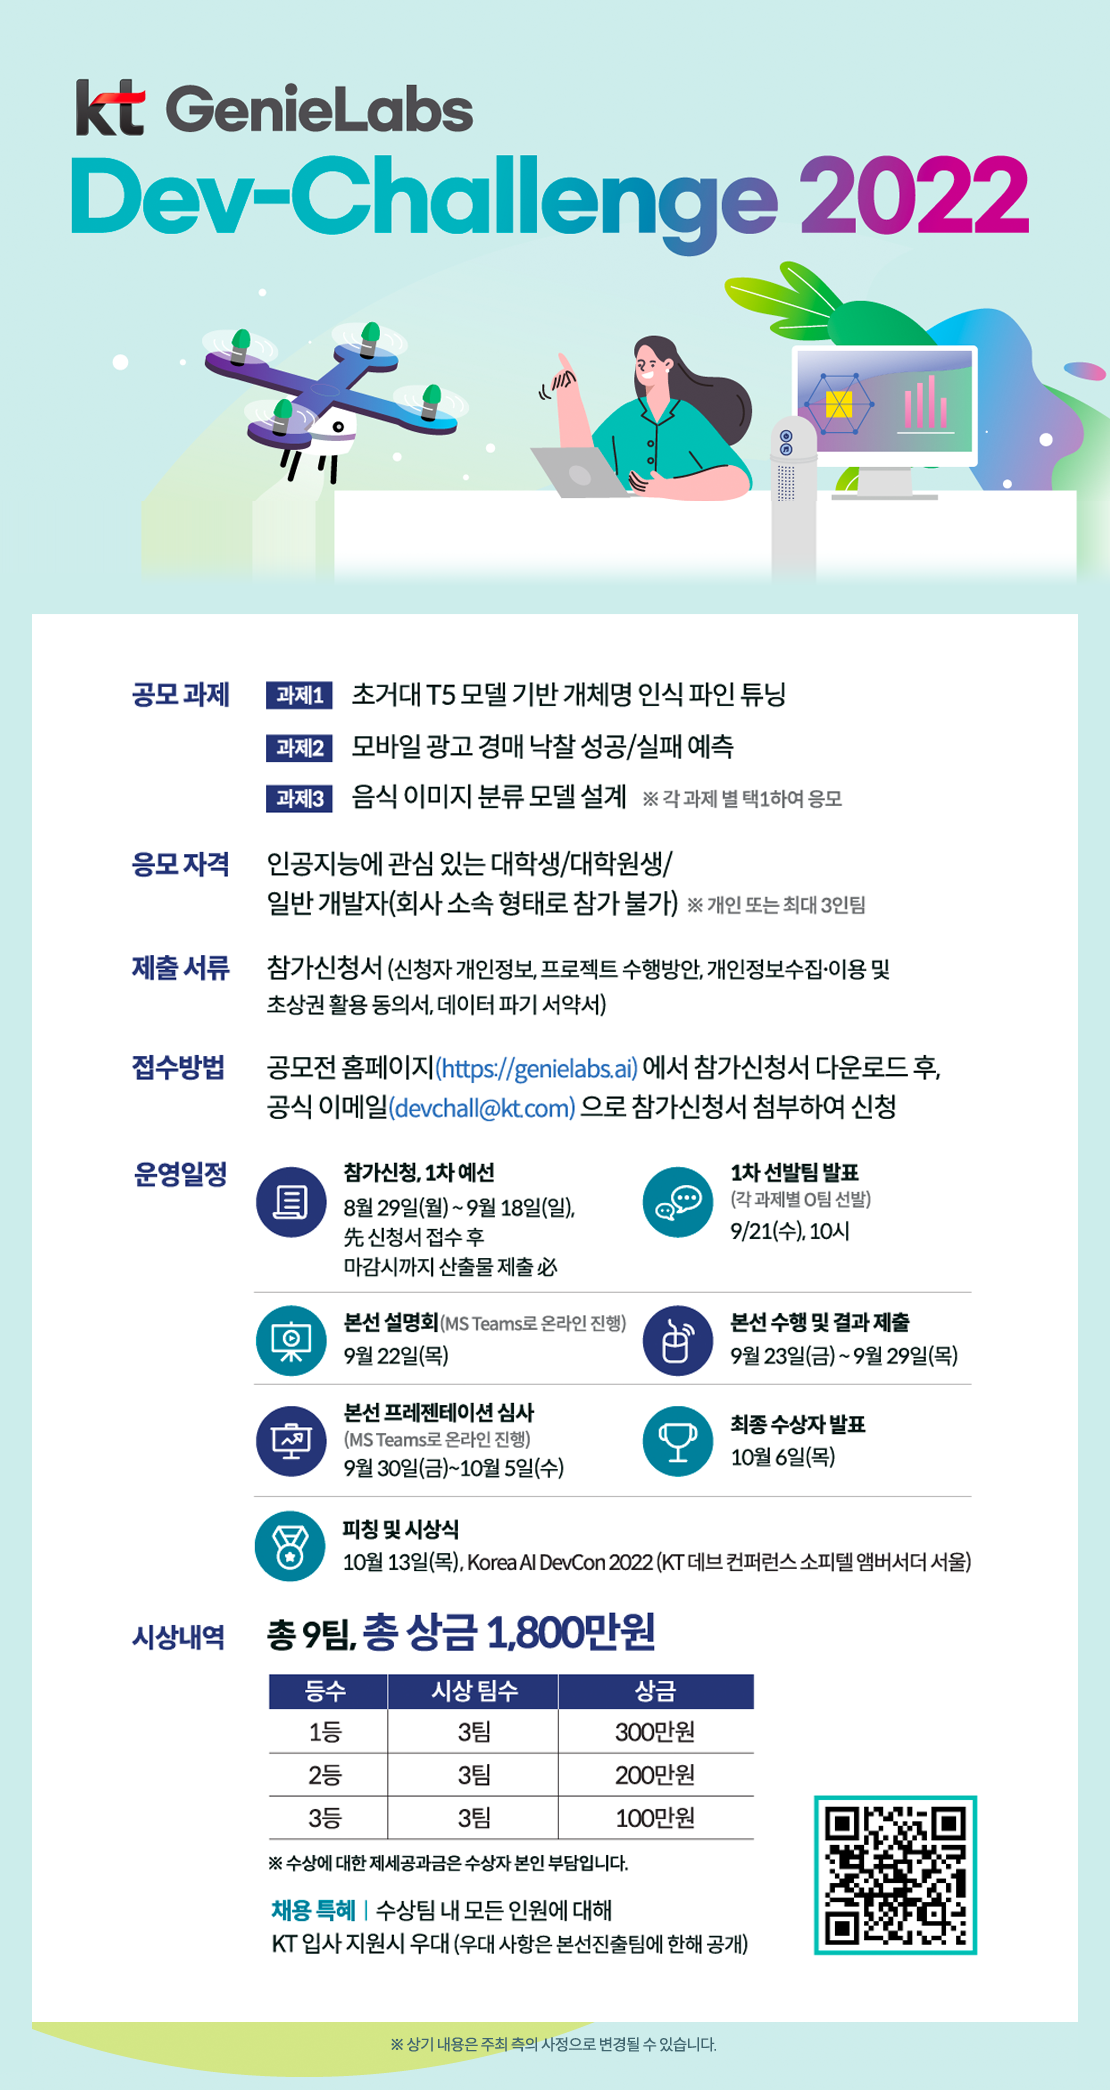 kt GenieLabs
Dev-Challenge 2022
공모 과제
과제1 초거대 T5 모델 기반 개체명 인식 파인 튜닝
과제2 모바일 광고 경매 낙찰 성공/실패 예측
과제3 음식 이미지 분류 모델 설계 ※ 각 과제 별 택1하여 응모
응모 자격
인공지능에 관심 있는 대학생/대학원생/
일반 개발자(회사 소속 형태로 참가 불가) ※ 개인 또는 최대 3인팀
제출 서류
참가신청서 (신청자 개인정보, 프로젝트 수행방안, 개인정보수집·이용 및
초상권 활용 동의서, 데이터 파기 서약서)
접수방법
공모전 홈페이지(https://genielabs.ai) 에서 참가신청서 다운로드 후,
공식 이메일(devchall@kt.com) 으로 참가신청서 첨부하여 신청
운영일정
참가신청, 1차 예선
8월 29일(월) ~ 9월 18일(일),
先 신청서 접수 후
마감시까지 산출물 제출 必
1차 선발팀 발표
(각 과제별 0팀 선발)
9/21(수), 10시
본선 설명회(MS Teams로 온라인 진행)
9월 22일(목)
본선 수행 및 결과 제출
9월 23일(금) ~ 9월 29일(목)
본선 프레젠테이션 심사
(MS Teams로 온라인 진행)
9월 30일(금)~10월 5일(수)
최종 수상자 발표
10월 6일(목)
피칭 및 시상식
10월 13일(목), Korea AI DevCon 2022 (KT 데브 컨퍼런스 소피텔 앰버서더 서울)
시상내역
총 9팀, 총 상금 1,800만원
등수 시상 팀수 상금
1등 3팀 300만원
2등 3팀 200만원
3등 3팀 100만원
※ 수상에 대한 제세공과금은 수상자 본인 부담입니다.
채용 특혜 | 수상팀 내 모든 인원에 대해
KT 입사 지원시 우대 (우대 사항은 본선진출팀에 한해 공개)
※ 상기 내용은 주최 측의 사정으로 변경될 수 있습니다.